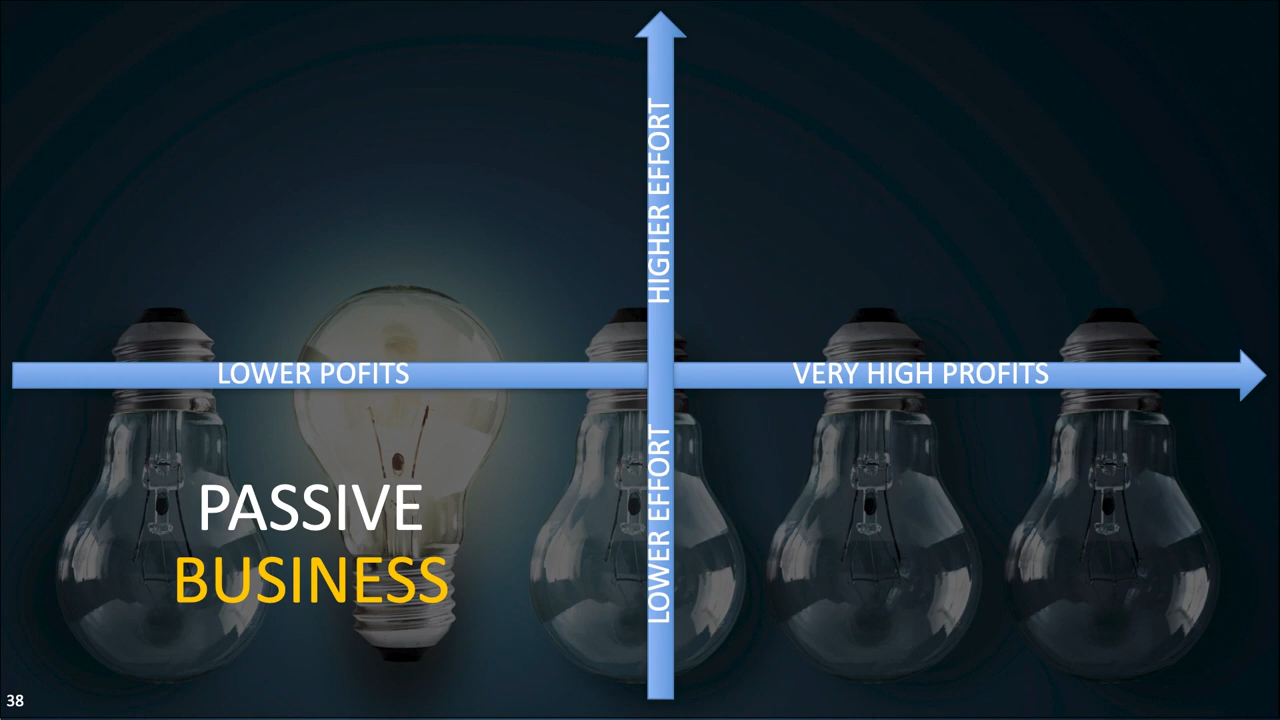 HIGHER EFFORT
LOWER POFITS
VERY HIGH PROFITS
LOWER EFFORT
PASSIVE
BUSINESS
38